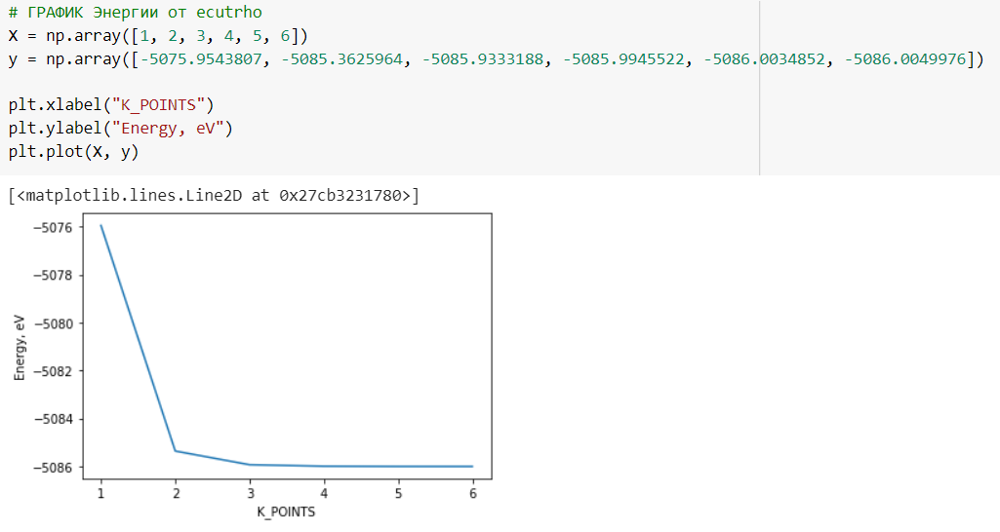 # ГРАФИК Энергии от ecutrho
X = np.array([1, 2, 3, 4, 5, 6])
y = np.array([-5075.9543807, -5085.3625964, -5085.9333188, -5085.9945522, -5086.0034852, -5086.0049976])
plt.xlabel("K_POINTS")
plt.ylabel("Energy, eV")
plt.plot(X, y)
[<matplotlib.lines.Line2D at 0x27cb3231780>]
−5076
−5078
−5080
−5082
−5084
−5086
Energy, eV
1 2 3 4 5 6
K_POINTS